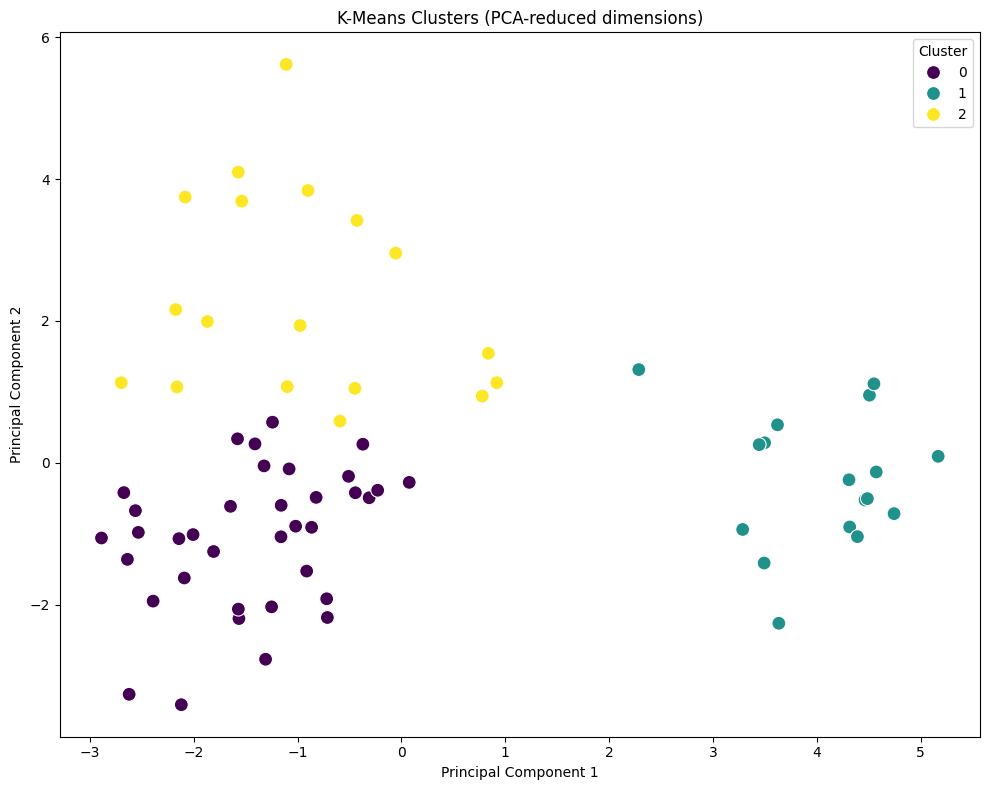 K-Means Clusters (PCA-reduced dimensions)
Cluster
0
1
2
6
4
2
0
−2
Principal Component 2
−3 −2 −1 0 1 2 3 4 5
Principal Component 1